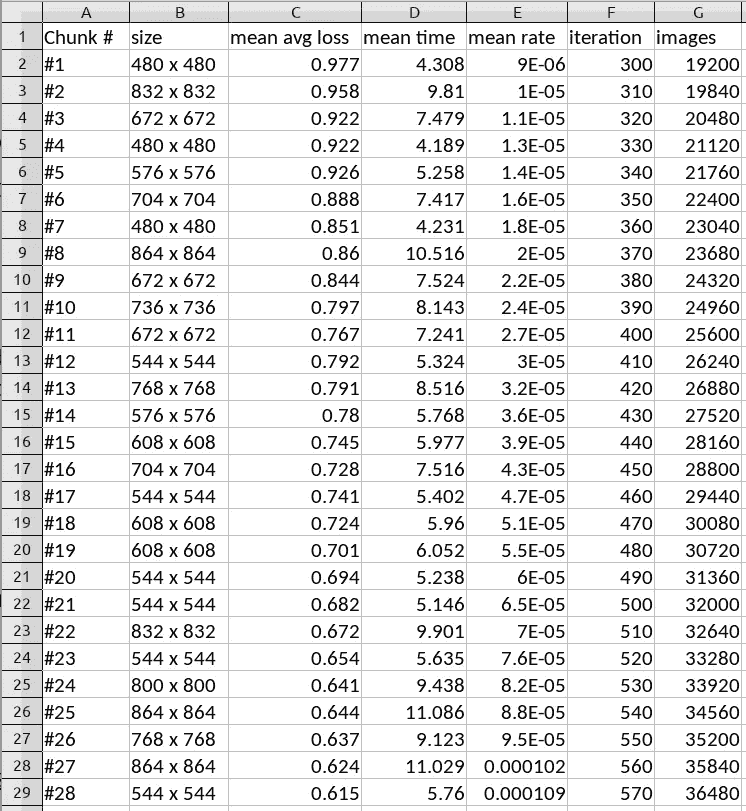 A B C D E F G
1 Chunk # size mean avg loss mean time mean rate iteration images
2 #1 480 x 480 0.977 4.308 9E-06 300 19200
3 #2 832 x 832 0.958 9.81 1E-05 310 19840
4 #3 672 x 672 0.922 7.479 1.1E-05 320 20480
5 #4 480 x 480 0.922 4.189 1.3E-05 330 21120
6 #5 576 x 576 0.926 5.258 1.4E-05 340 21760
7 #6 704 x 704 0.888 7.417 1.6E-05 350 22400
8 #7 480 x 480 0.851 4.231 1.8E-05 360 23040
9 #8 864 x 864 0.86 10.516 2E-05 370 23680
10 #9 672 x 672 0.844 7.524 2.2E-05 380 24320
11 #10 736 x 736 0.797 8.143 2.4E-05 390 24960
12 #11 672 x 672 0.767 7.241 2.7E-05 400 25600
13 #12 544 x 544 0.792 5.324 3E-05 410 26240
14 #13 768 x 768 0.791 8.516 3.2E-05 420 26880
15 #14 576 x 576 0.78 5.768 3.6E-05 430 27520
16 #15 608 x 608 0.745 5.977 3.9E-05 440 28160
17 #16 704 x 704 0.728 7.516 4.3E-05 450 28800
18 #17 544 x 544 0.741 5.402 4.7E-05 460 29440
19 #18 608 x 608 0.724 5.96 5.1E-05 470 30080
20 #19 608 x 608 0.701 6.052 5.5E-05 480 30720
21 #20 544 x 544 0.694 5.238 6E-05 490 31360
22 #21 544 x 544 0.682 5.146 6.5E-05 500 32000
23 #22 832 x 832 0.672 9.901 7E-05 510 32640
24 #23 544 x 544 0.654 5.635 7.6E-05 520 33280
25 #24 800 x 800 0.641 9.438 8.2E-05 530 33920
26 #25 864 x 864 0.644 11.086 8.8E-05 540 34560
27 #26 768 x 768 0.637 9.123 9.5E-05 550 35200
28 #27 864 x 864 0.624 11.029 0.000102 560 35840
29 #28 544 x 544 0.615 5.76 0.000109 570 36480